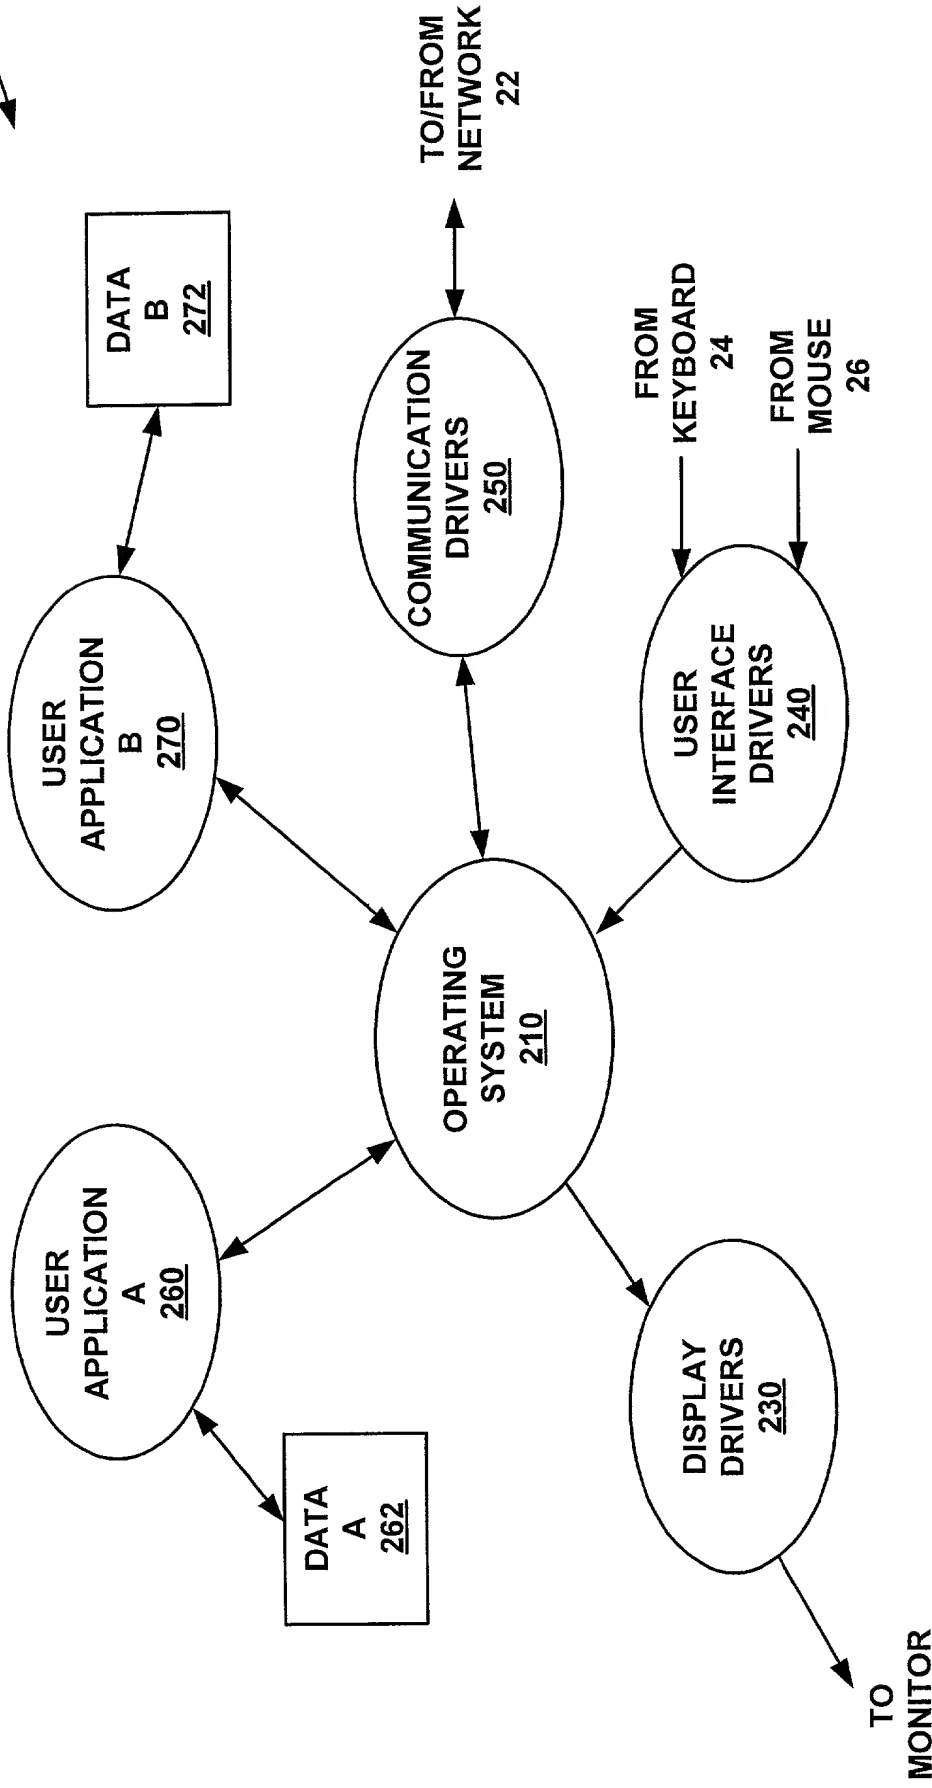 USER
APPLICATION
A
260
USER
APPLICATION
B
270
DATA
B
272
DATA
A
262
OPERATING
SYSTEM
210
COMMUNICATION
DRIVERS
250
TO/FROM
NETWORK
22
DISPLAY
DRIVERS
230
USER
INTERFACE
DRIVERS
240
FROM
KEYBOARD
24
FROM
MOUSE
26
TO
MONITOR